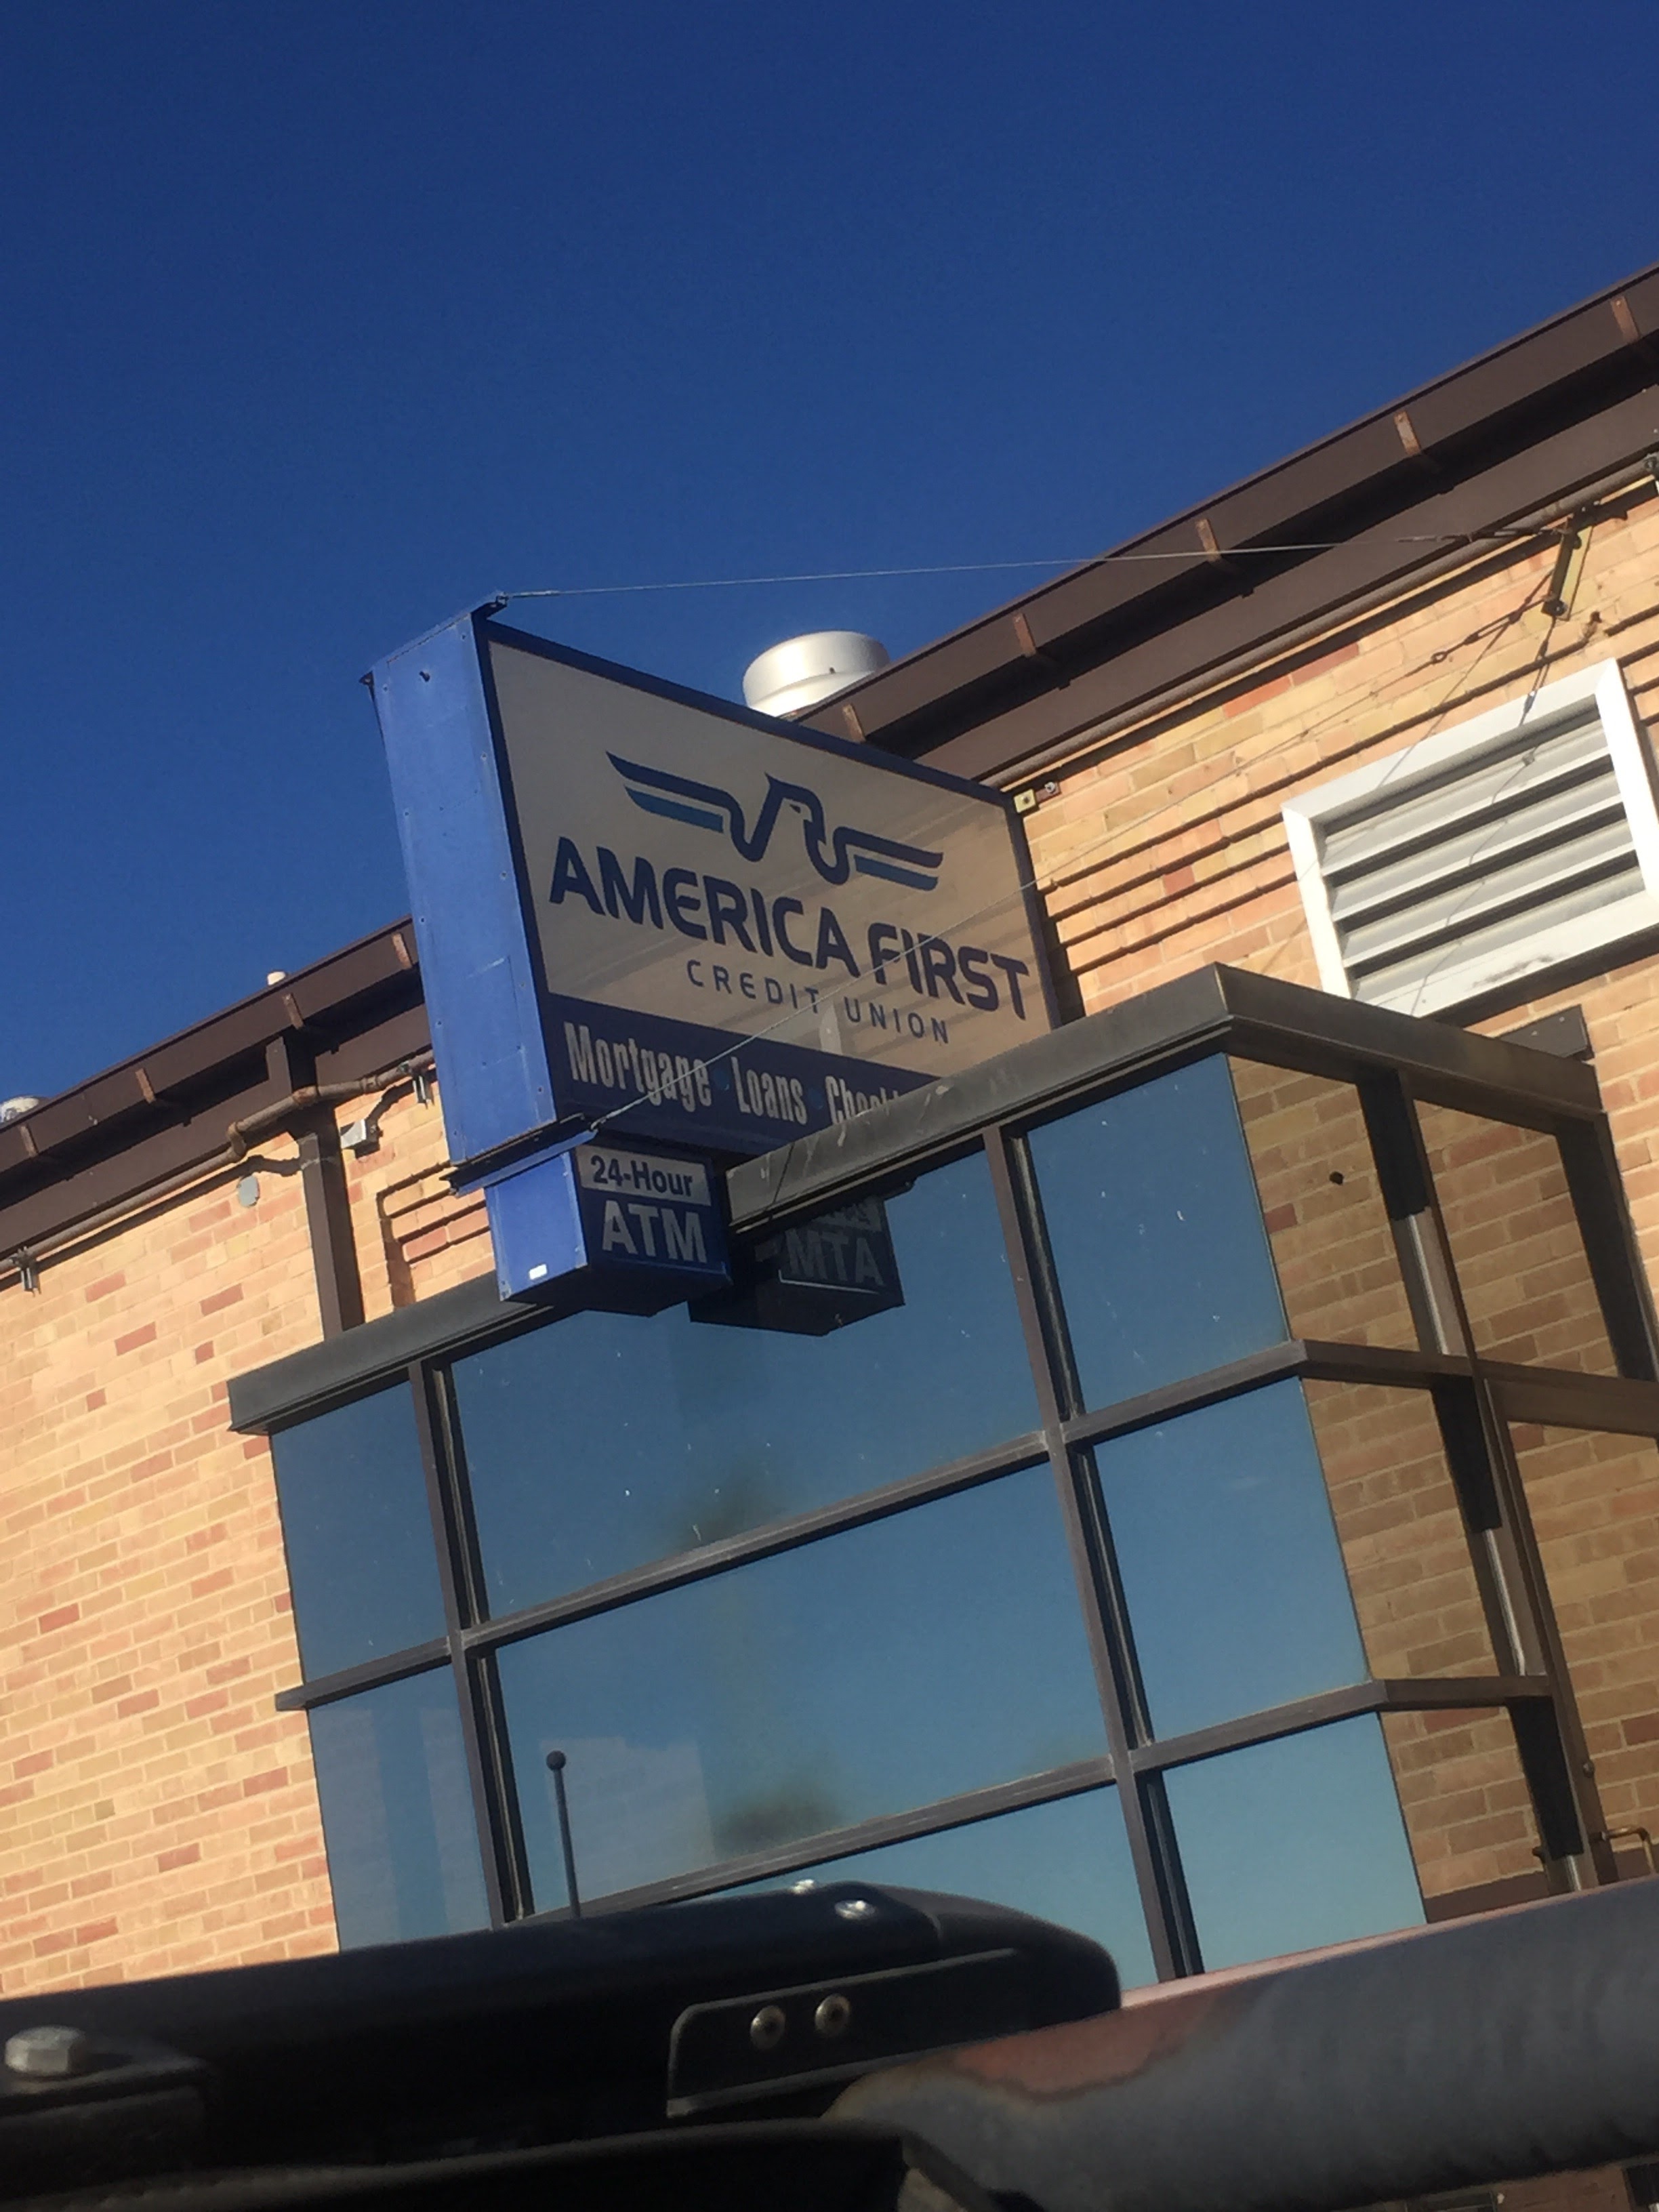 AMERICA FIRST
CREDIT UNION
Mortgage Loans
24-Hour
ATM